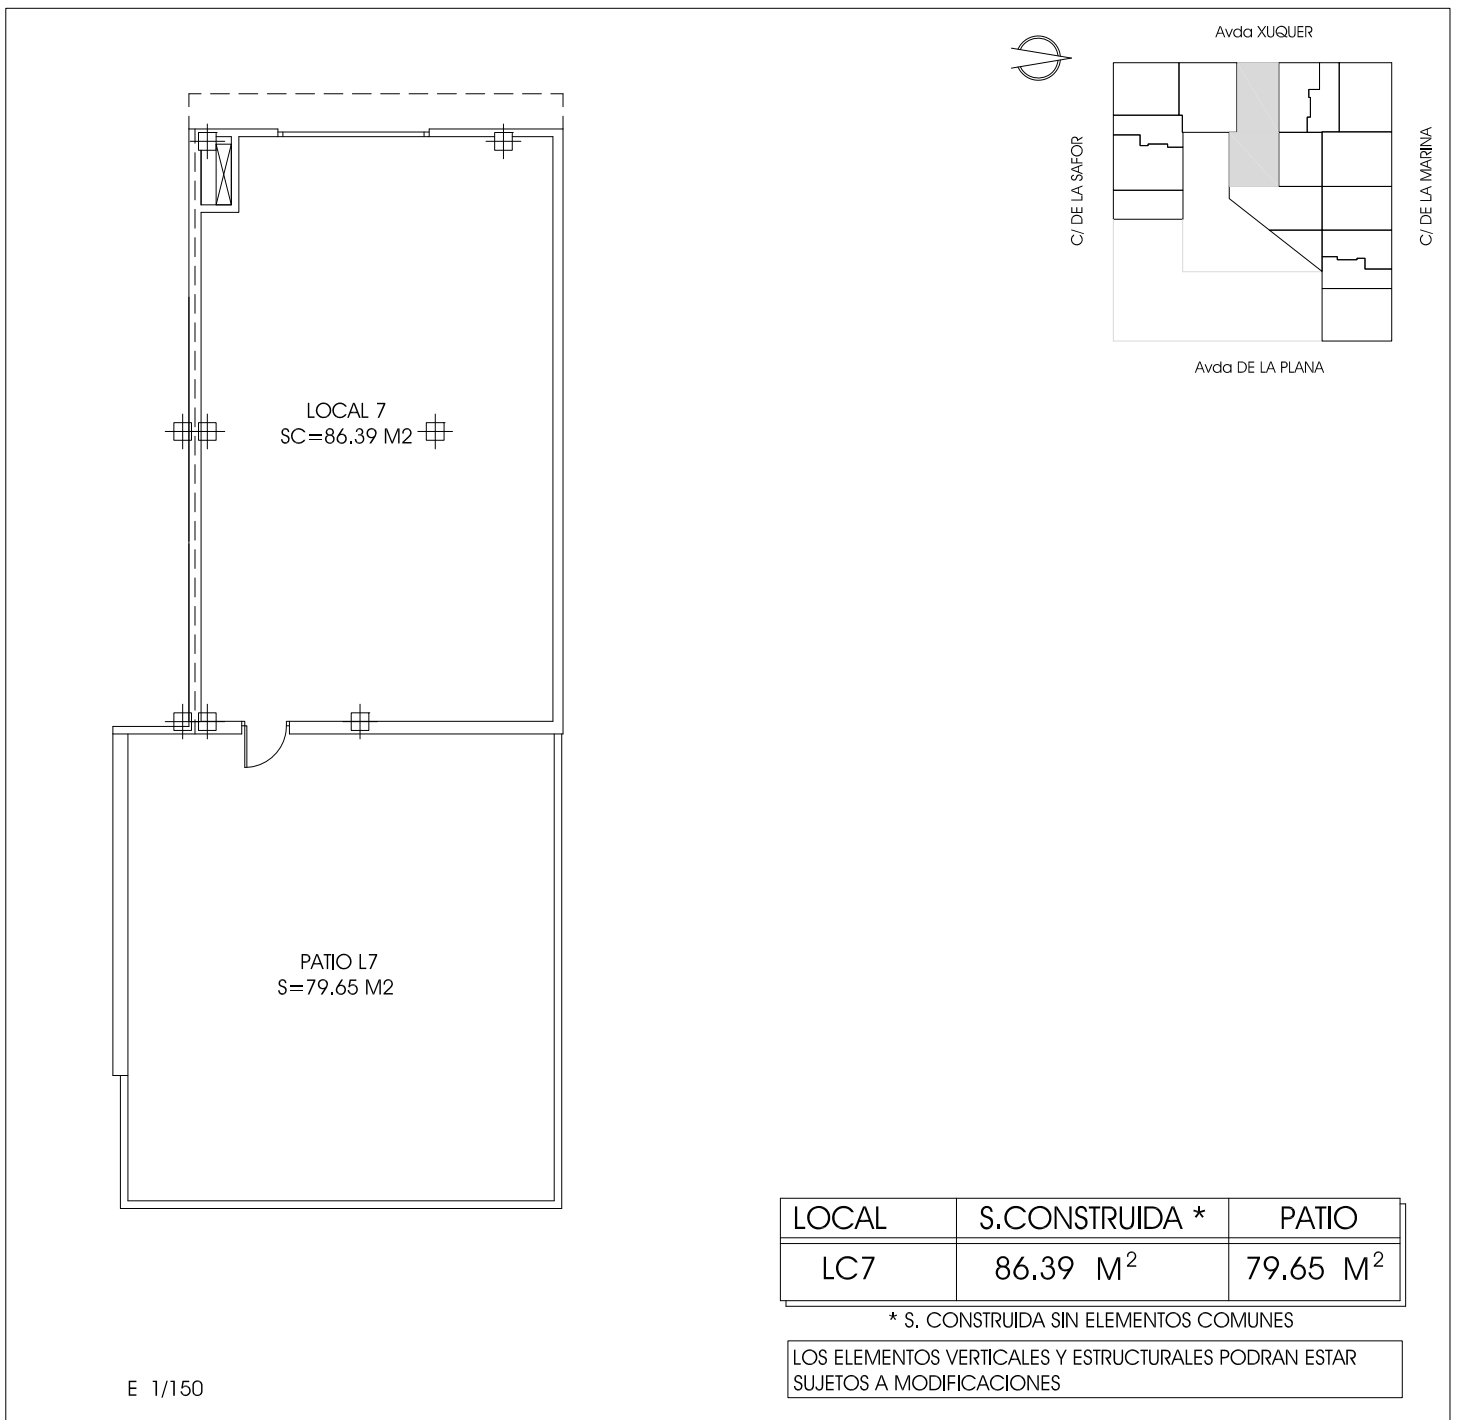 Avda XUQUER
C/ DE LA SAFOR
C/ DE LA MARINA
Avda DE LA PLANA
LOCAL 7
SC=86.39 M2
PATIO L7
S=79.65 M2
LOCAL S.CONSTRUIDA * PATIO
LC7 86.39 M² 79.65 M²
* S. CONSTRUIDA SIN ELEMENTOS COMUNES
LOS ELEMENTOS VERTICALES Y ESTRUCTURALES PODRAN ESTAR
SUJETOS A MODIFICACIONES
E 1/150